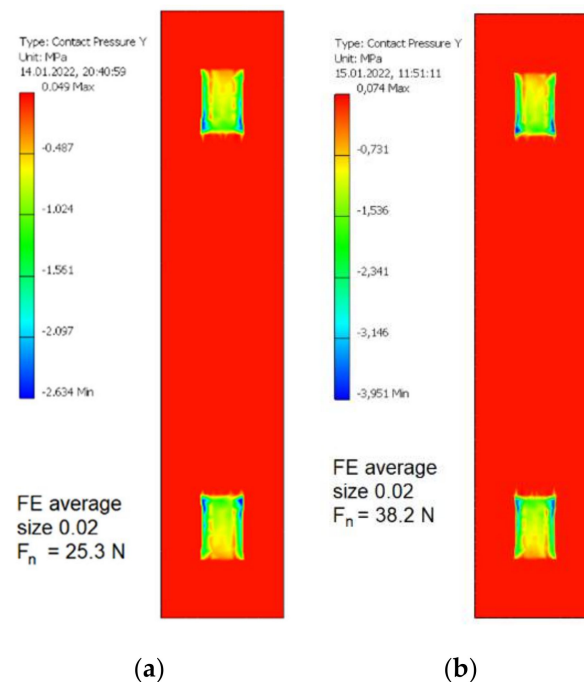 Type: Contact Pressure Y
Unit: MPa
14.01.2022, 20:40:59
0.049 Max
-0.487
-1.024
-1.561
-2.097
-2.634 Min
FE average
size 0.02
Fn = 25.3 N
(a)
Type: Contact Pressure Y
Unit: MPa
15.01.2022, 11:51:11
0,074 Max
-0,731
-1,536
-2,341
-3,146
-3,951 Min
FE average
size 0.02
Fn = 38.2 N
(b)